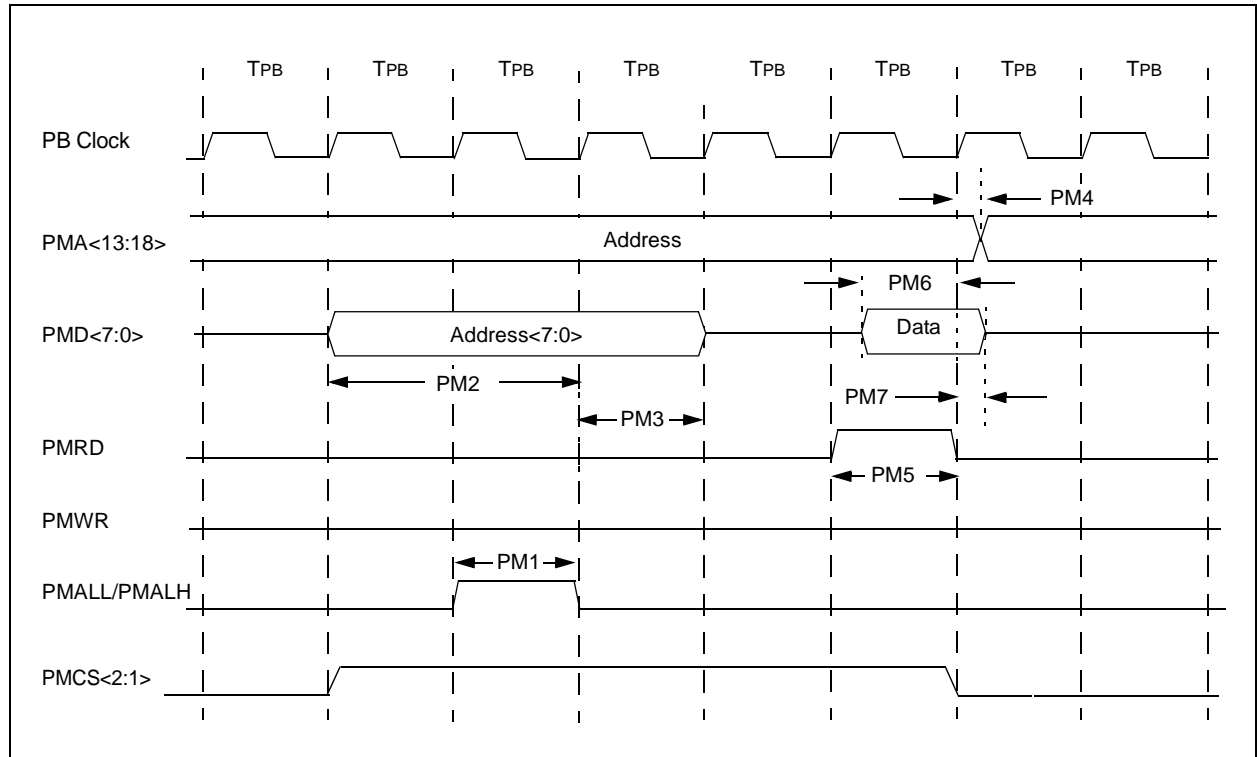 TPB TPB TPB TPB TPB TPB TPB TPB
PB Clock
PM4
PMA<13:18>
Address
PM6
PMD<7:0>
Address<7:0>
Data
PM2
PM7
PM3
PMRD
PM5
PMWR
PM1
PMALL/PMALH
PMCS<2:1>